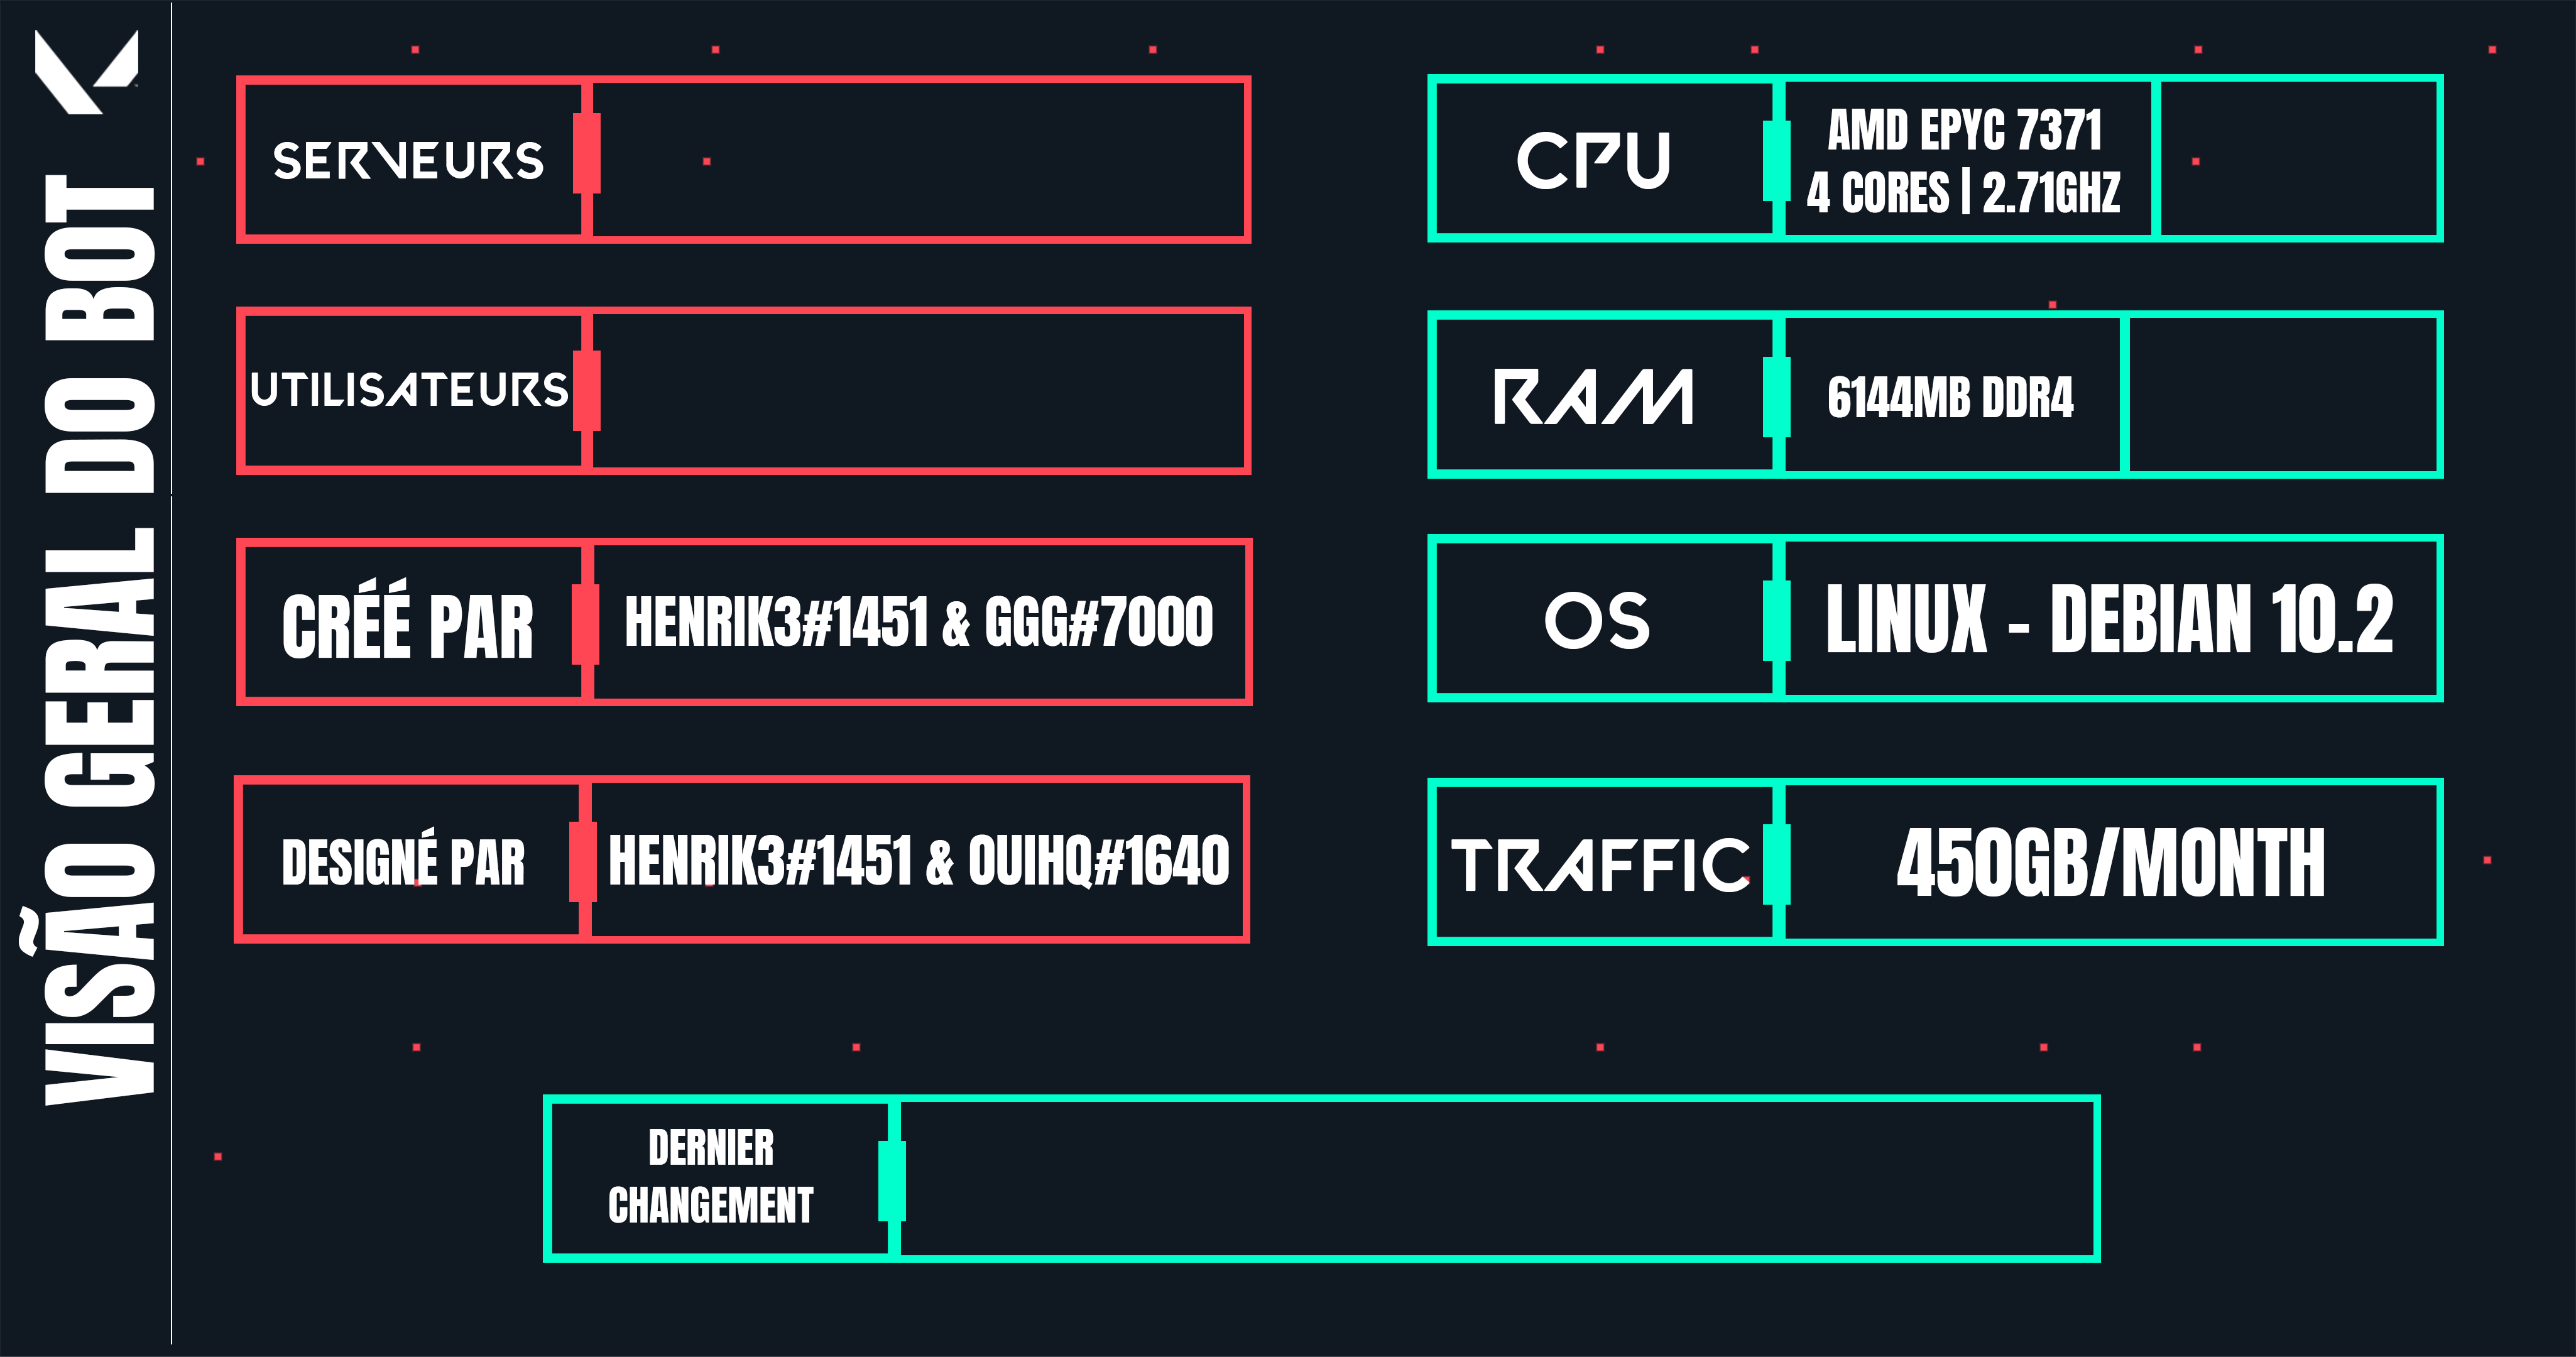 VISÃO GERAL DO BOT
SERVEURS
UTILISATEURS
CRÉÉ PAR
HENRIK3#1451 & GGG#7000
DESIGNÉ PAR
HENRIK3#1451 & OUIHQ#1640
CPU
AMD EPYC 7371
4 CORES | 2.71GHZ
RAM
6144MB DDR4
OS
LINUX - DEBIAN 10.2
TRAFFIC
450GB/MONTH
DERNIER
CHANGEMENT